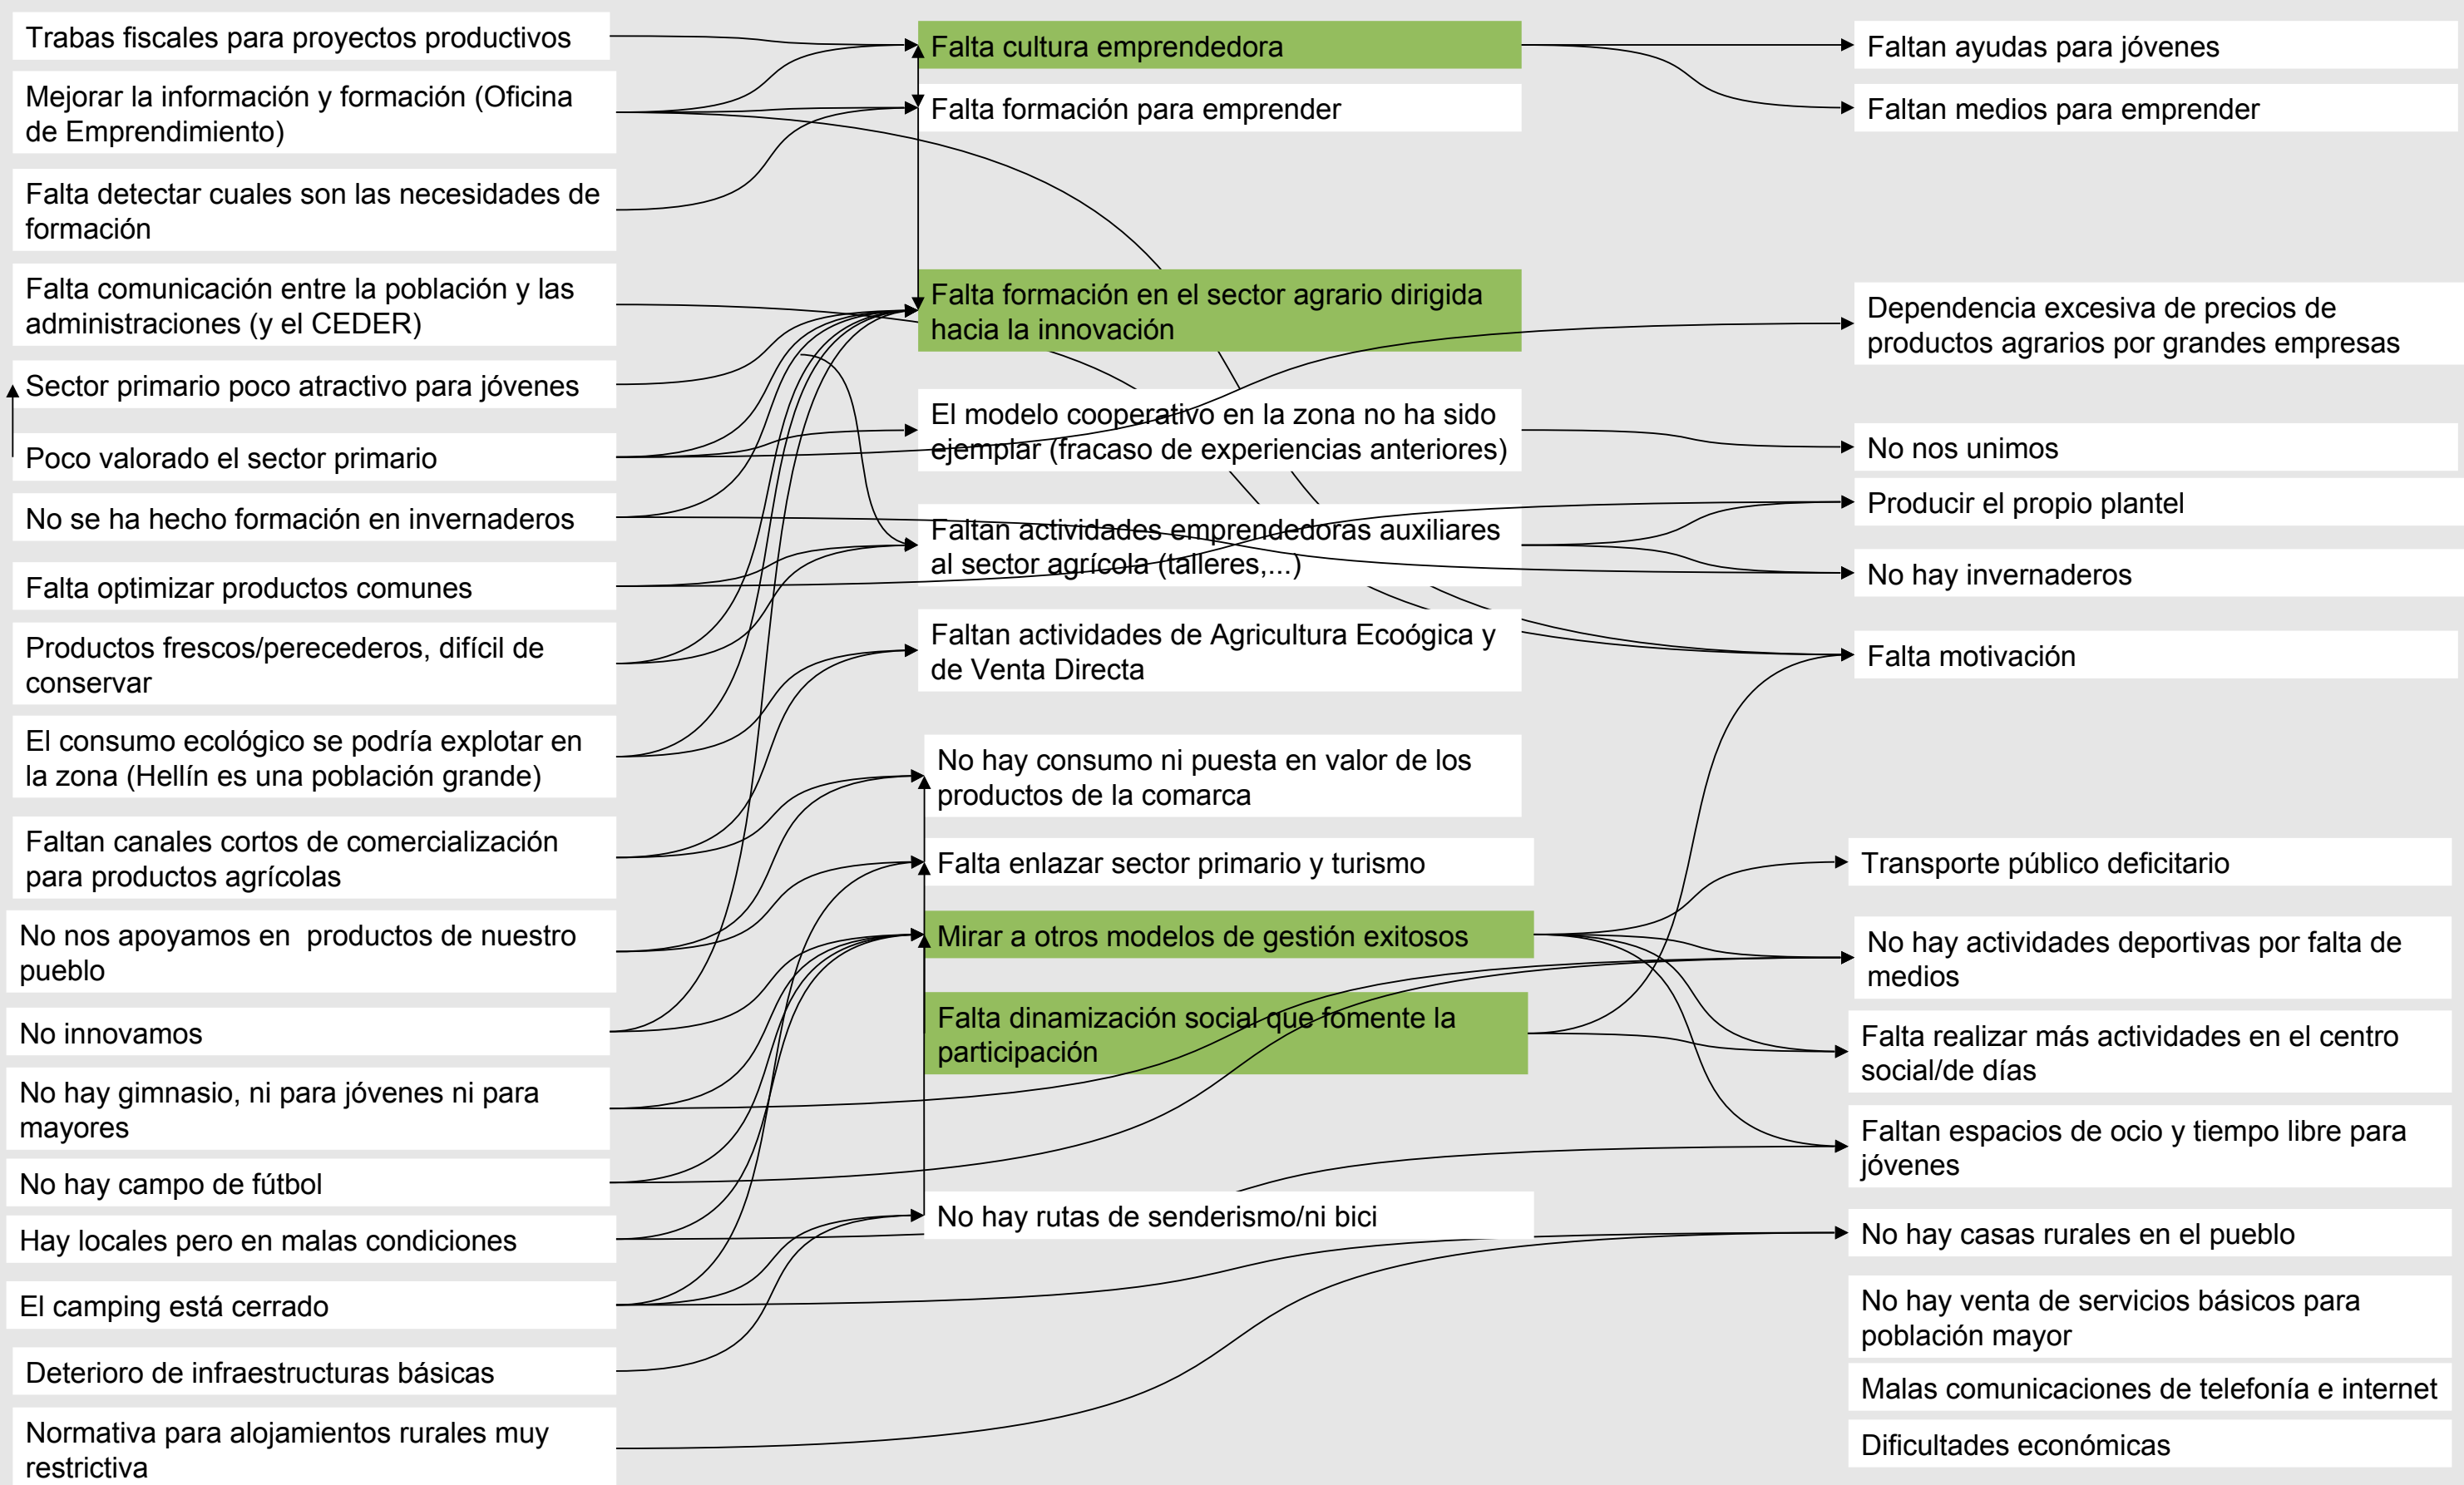 Trabas fiscales para proyectos productivos
Mejorar la información y formación (Oficina
de Emprendimiento)
Falta detectar cuales son las necesidades de
formación
Falta comunicación entre la población y las
administraciones (y el CEDER)
Sector primario poco atractivo para jóvenes
Poco valorado el sector primario
No se ha hecho formación en invernaderos
Falta optimizar productos comunes
Productos frescos/perecederos, difícil de
conservar
El consumo ecológico se podría explotar en
la zona (Hellín es una población grande)
Faltan canales cortos de comercialización
para productos agrícolas
No nos apoyamos en  productos de nuestro
pueblo
No innovamos
No hay gimnasio, ni para jóvenes ni para
mayores
No hay campo de fútbol
Hay locales pero en malas condiciones
El camping está cerrado
Deterioro de infraestructuras básicas
Normativa para alojamientos rurales muy
restrictiva
Falta cultura emprendedora
Falta formación para emprender
Falta formación en el sector agrario dirigida
hacia la innovación
El modelo cooperativo en la zona no ha sido
ejemplar (fracaso de experiencias anteriores)
Faltan actividades emprendedoras auxiliares
al sector agrícola (talleres,...)
Faltan actividades de Agricultura Ecoógica y
de Venta Directa
No hay consumo ni puesta en valor de los
productos de la comarca
Falta enlazar sector primario y turismo
Mirar a otros modelos de gestión exitosos
Falta dinamización social que fomente la
participación
No hay rutas de senderismo/ni bici
Faltan ayudas para jóvenes
Faltan medios para emprender
Dependencia excesiva de precios de
productos agrarios por grandes empresas
No nos unimos
Producir el propio plantel
No hay invernaderos
Falta motivación
Transporte público deficitario
No hay actividades deportivas por falta de
medios
Falta realizar más actividades en el centro
social/de días
Faltan espacios de ocio y tiempo libre para
jóvenes
No hay casas rurales en el pueblo
No hay venta de servicios básicos para
población mayor
Malas comunicaciones de telefonía e internet
Dificultades económicas